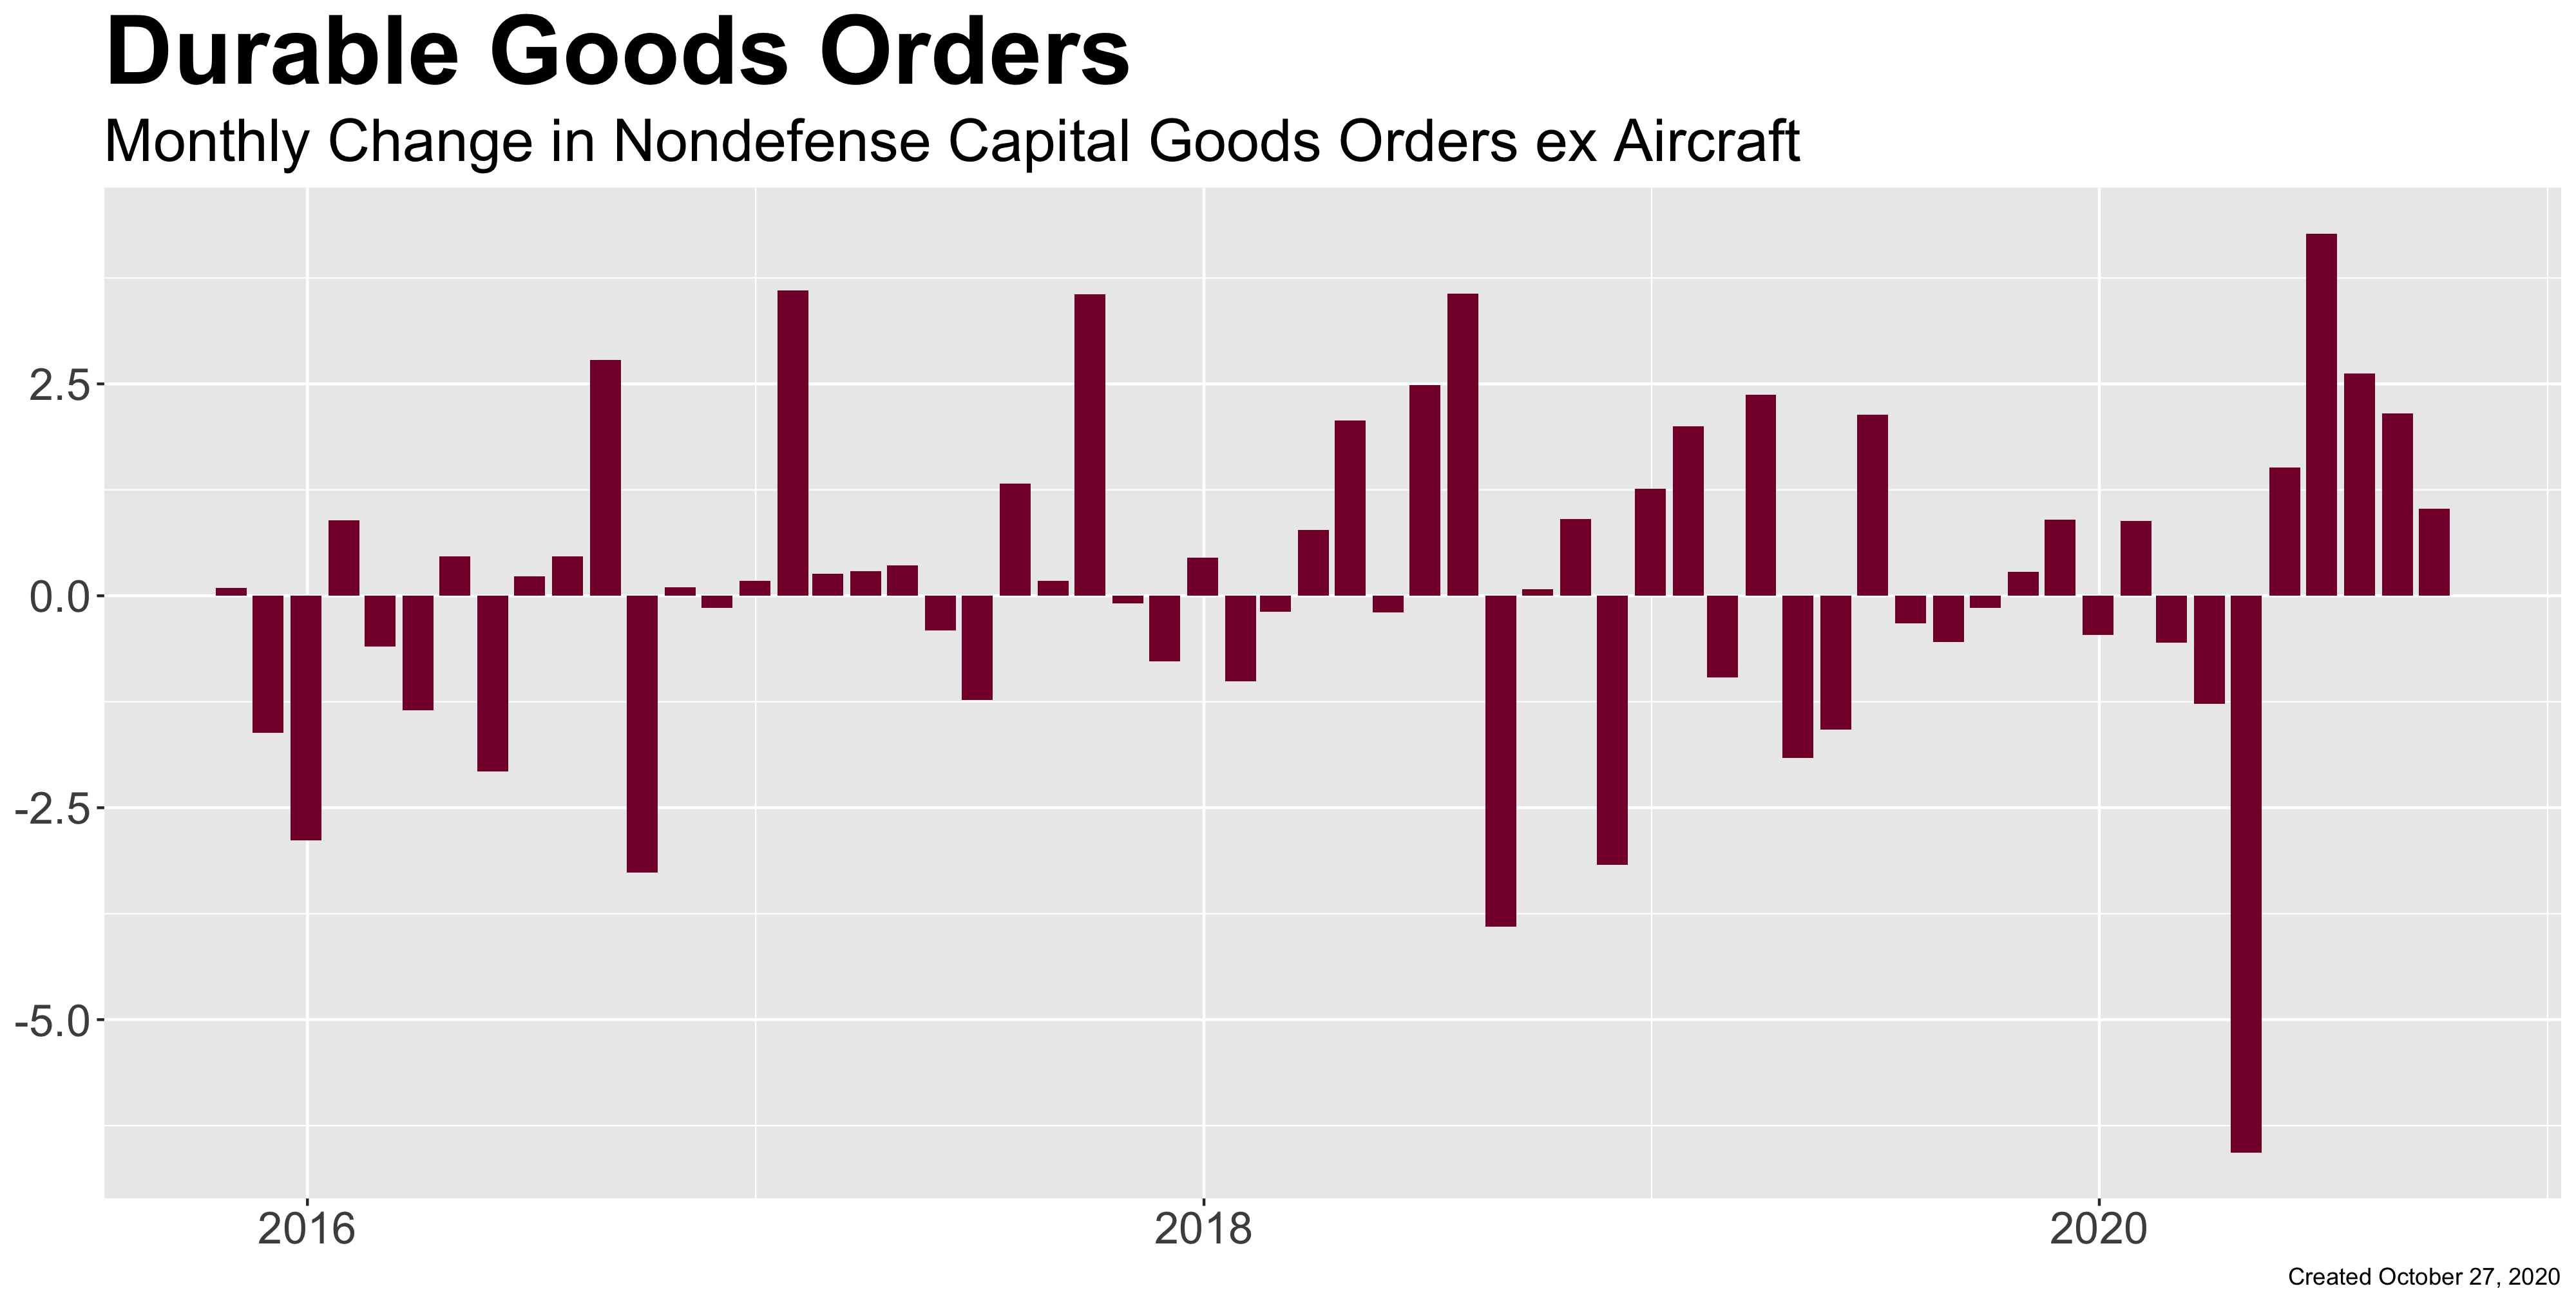 Durable Goods Orders
Monthly Change in Nondefense Capital Goods Orders ex Aircraft
2.5
0.0
-2.5
-5.0
2016 2018 2020
Created October 27, 2020